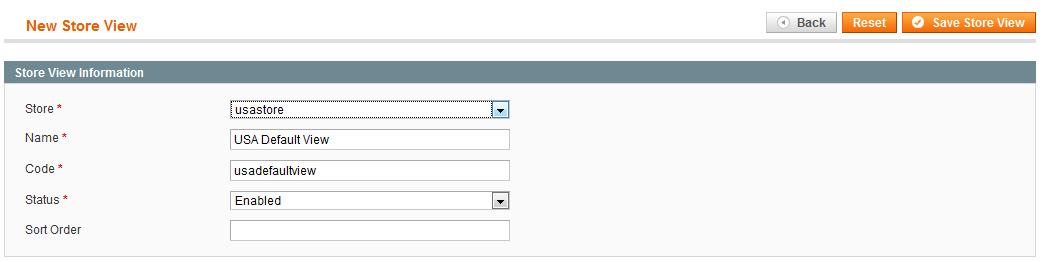 New Store View
Back
Reset
Save Store View
Store View Information
Store *
usastore
Name *
USA Default View
Code *
usadefaultview
Status *
Enabled
Sort Order